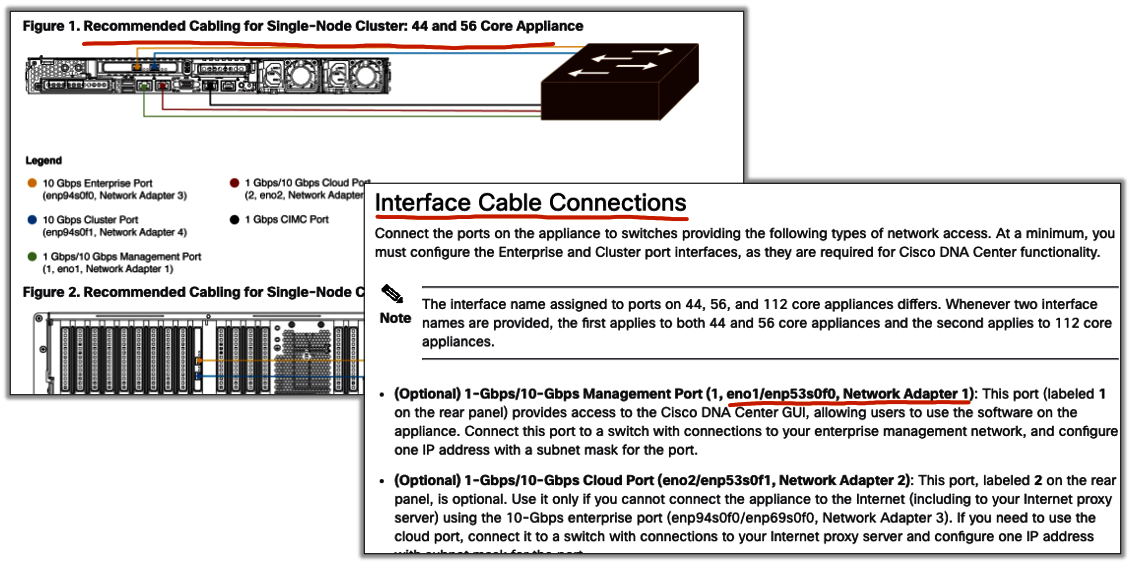 Figure 1. Recommended Cabling for Single-Node Cluster: 44 and 56 Core Appliance
Legend
10 Gbps Enterprise Port
(enp94s0f0, Network Adapter 3)
10 Gbps Cluster Port
(enp94s0f1, Network Adapter 4)
1 Gbps/10 Gbps Management Port
(1, eno1, Network Adapter 1)
1 Gbps/10 Gbps Cloud Port
(2, eno2, Network Adapter
1 Gbps CIMC Port
Figure 2. Recommended Cabling for Single-Node C
Interface Cable Connections
Connect the ports on the appliance to switches providing the following types of network access. At a minimum, you
must configure the Enterprise and Cluster port interfaces, as they are required for Cisco DNA Center functionality.
Note
The interface name assigned to ports on 44, 56, and 112 core appliances differs. Whenever two interface
names are provided, the first applies to both 44 and 56 core appliances and the second applies to 112 core
appliances.
• (Optional) 1-Gbps/10-Gbps Management Port (1, eno1/enp53s0f0, Network Adapter 1): This port (labeled 1
on the rear panel) provides access to the Cisco DNA Center GUI, allowing users to use the software on the
appliance. Connect this port to a switch with connections to your enterprise management network, and configure
one IP address with a subnet mask for the port.
• (Optional) 1-Gbps/10-Gbps Cloud Port (eno2/enp53s0f1, Network Adapter 2): This port, labeled 2 on the rear
panel, is optional. Use it only if you cannot connect the appliance to the Internet (including to your Internet proxy
server) using the 10-Gbps enterprise port (enp94s0f0/enp69s0f0, Network Adapter 3). If you need to use the
cloud port, connect it to a switch with connections to your Internet proxy server and configure one IP address
with subnet mask for the port.